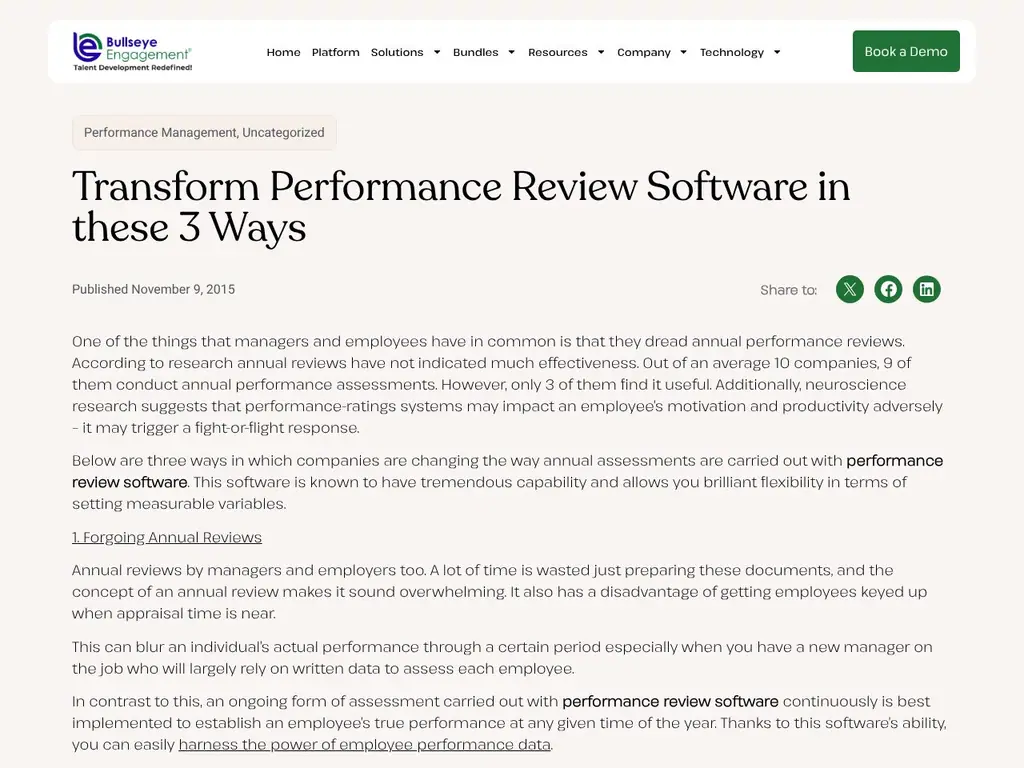 Bullseye
Engagement®
Talent Development Redefined!
Home Platform Solutions Bundles Resources Company Technology
Book a Demo
Performance Management, Uncategorized
Transform Performance Review Software in
these 3 Ways
Published November 9, 2015
Share to:
One of the things that managers and employees have in common is that they dread annual performance reviews.
According to research annual reviews have not indicated much effectiveness. Out of an average 10 companies, 9 of
them conduct annual performance assessments. However, only 3 of them find it useful. Additionally, neuroscience
research suggests that performance-ratings systems may impact an employee's motivation and productivity adversely
– it may trigger a fight-or-flight response.
Below are three ways in which companies are changing the way annual assessments are carried out with performance
review software. This software is known to have tremendous capability and allows you brilliant flexibility in terms of
setting measurable variables.
1. Forgoing Annual Reviews
Annual reviews by managers and employers too. A lot of time is wasted just preparing these documents, and the
concept of an annual review makes it sound overwhelming. It also has a disadvantage of getting employees keyed up
when appraisal time is near.
This can blur an individual's actual performance through a certain period especially when you have a new manager on
the job who will largely rely on written data to assess each employee.
In contrast to this, an ongoing form of assessment carried out with performance review software continuously is best
implemented to establish an employee's true performance at any given time of the year. Thanks to this software's ability,
you can easily harness the power of employee performance data.